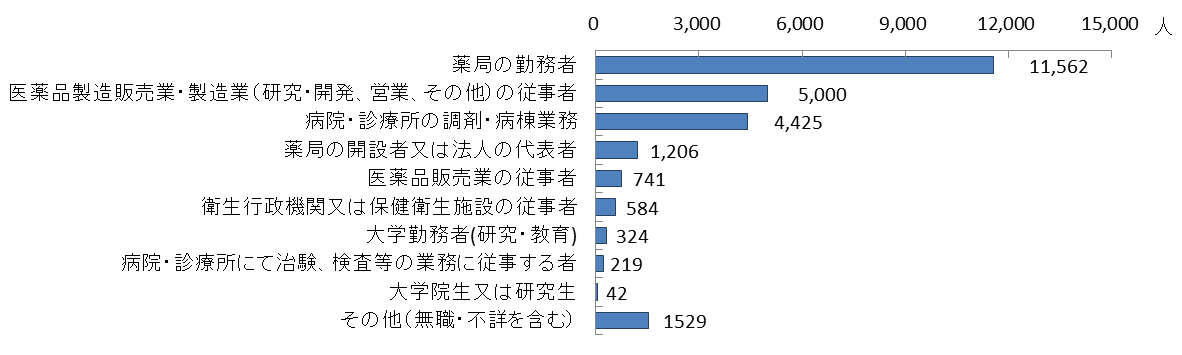 0 3,000 6,000 9,000 12,000 15,000 人
薬局の勤務者 11,562
医薬品製造販売業・製造業(研究・開発、営業、その他)の従事者 5,000
病院・診療所の調剤・病棟業務 4,425
薬局の開設者又は法人の代表者 1,206
医薬品販売業の従事者 741
衛生行政機関又は保健衛生施設の従事者 584
大学勤務者(研究・教育) 324
病院・診療所にて治験、検査等の業務に従事する者 219
大学院生又は研究生 42
その他(無職・不詳を含む) 1529